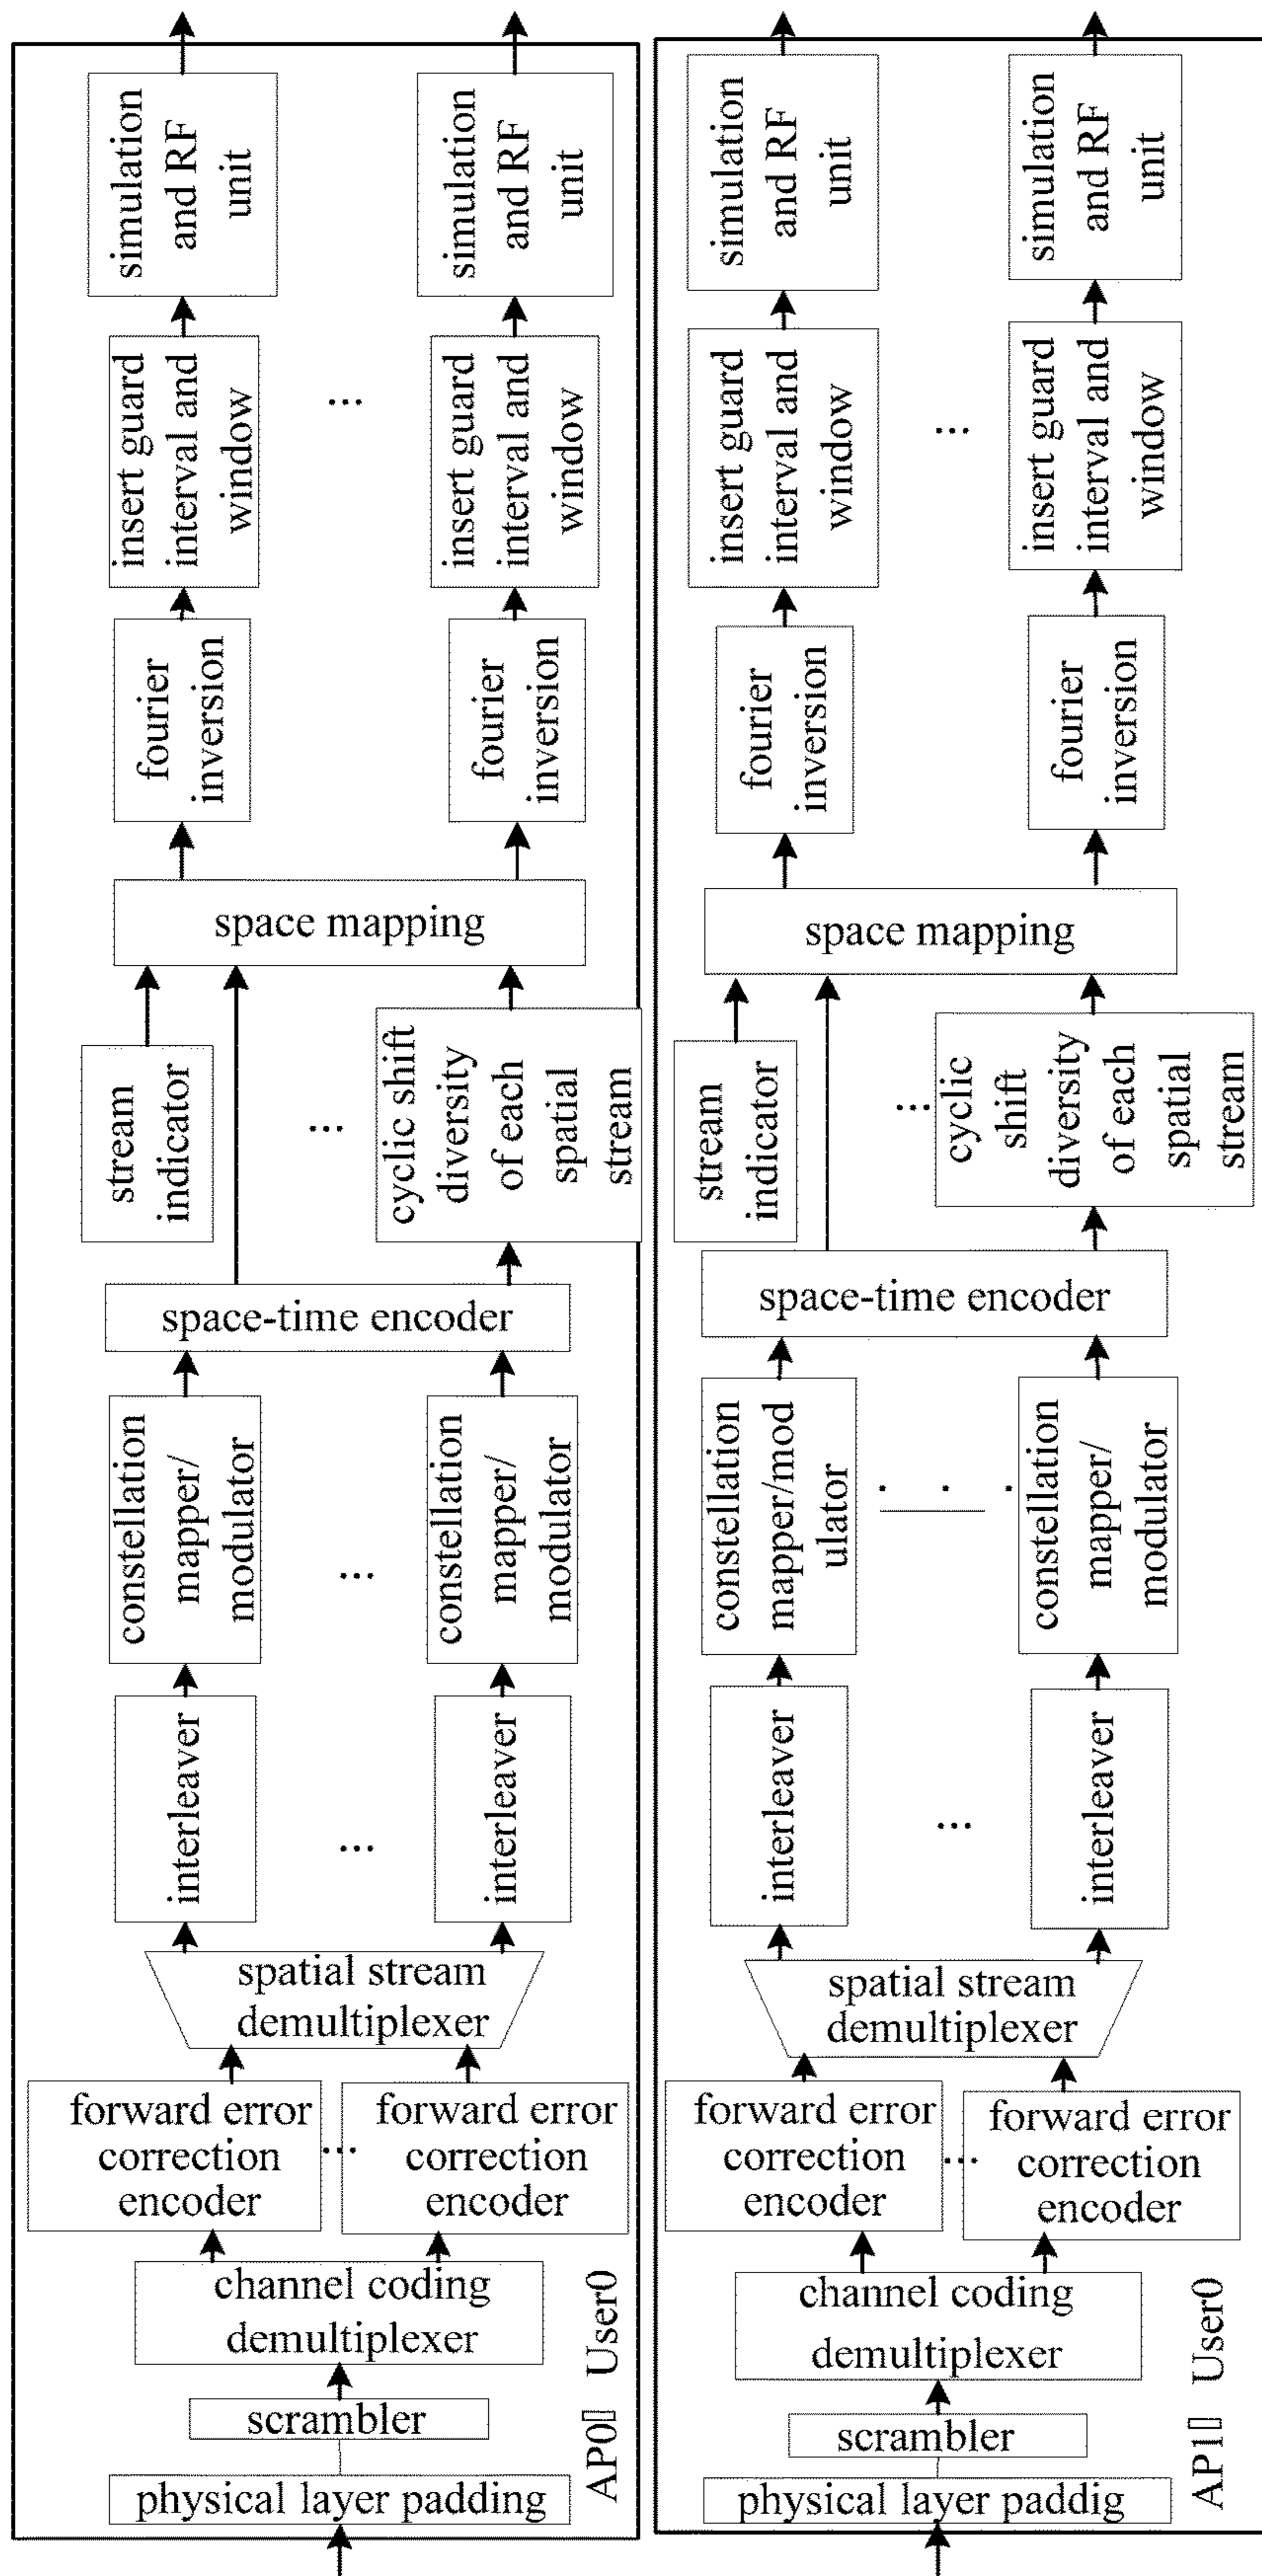 simulation
and RF
unit
simulation
and RF
unit
insert guard
interval and
window
...
insert guard
interval and
window
fourier
inversion
fourier
inversion
space mapping
stream
indicator
...
cyclic shift
diversity
of each
spatial
stream
space-time encoder
constellation
mapper/
modulator
...
constellation
mapper/
modulator
interleaver
...
interleaver
spatial stream
demultiplexer
forward error
correction
encoder
...
forward error
correction
encoder
channel coding
demultiplexer
scrambler
physical layer padding
AP0▯ User0
simulation
and RF
unit
simulation
and RF
unit
insert guard
interval and
window
...
insert guard
interval and
window
fourier
inversion
fourier
inversion
space mapping
stream
indicator
...
cyclic
shift
diversity
of each
spatial
stream
space-time encoder
constellation
mapper/mod
ulator
. . .
constellation
mapper/
modulator
interleaver
...
interleaver
spatial stream
demultiplexer
forward error
correction
encoder
...
forward error
correction
encoder
channel coding
demultiplexer
scrambler
physical layer paddig
AP1▯ User0